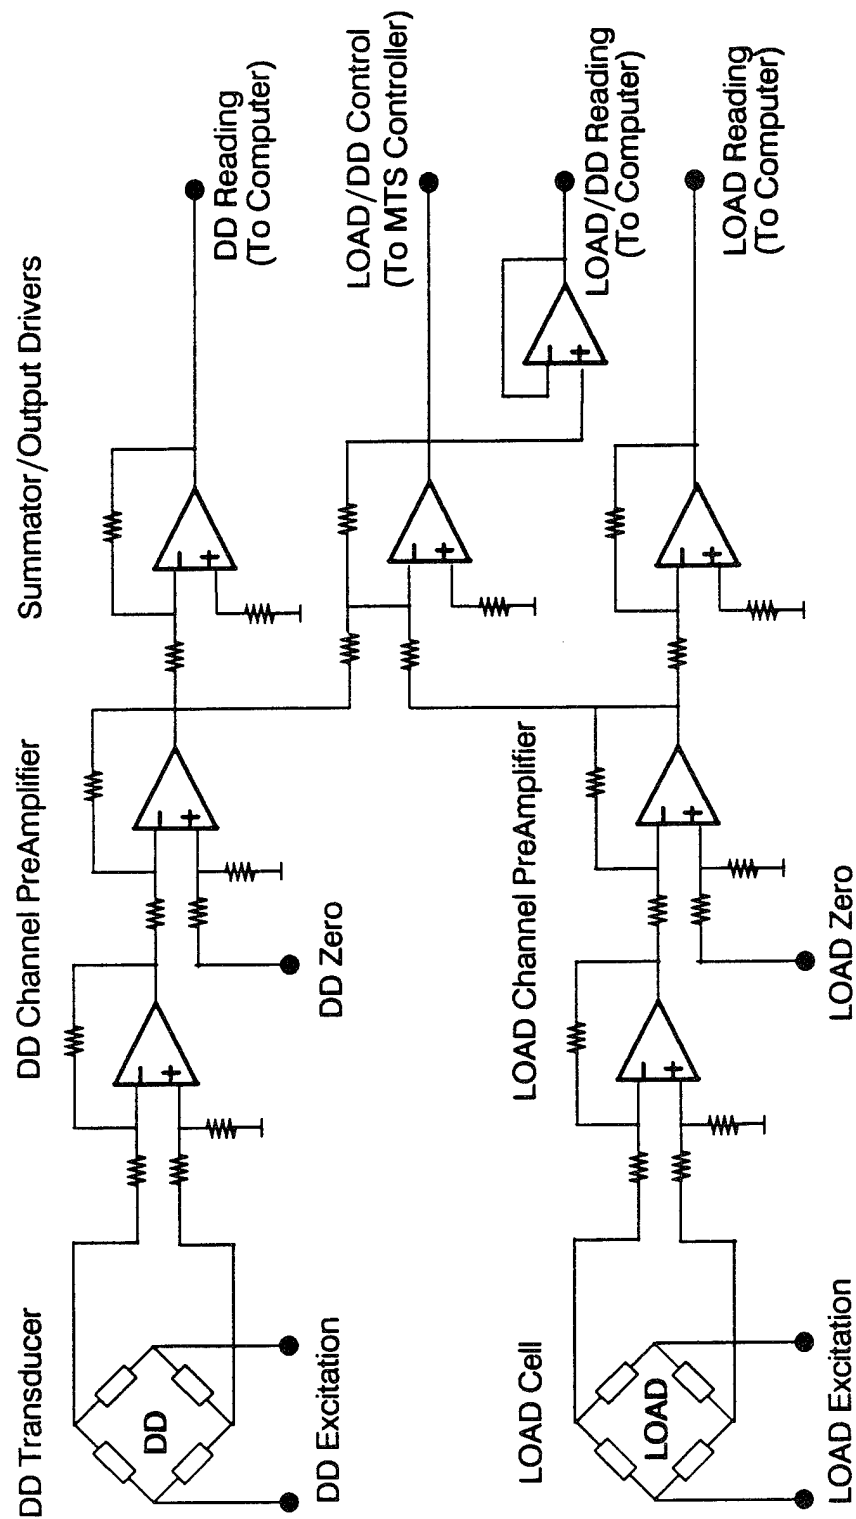 DD Transducer
DD Channel PreAmplifier
Summator/Output Drivers
DD
DD Excitation
DD Zero
DD Reading
(To Computer)
LOAD/DD Control
(To MTS Controller)
LOAD Cell
LOAD Channel PreAmplifier
LOAD/DD Reading
(To Computer)
LOAD
LOAD Excitation
LOAD Zero
LOAD Reading
(To Computer)
− +
− +
− +
− +
− +
− +
− +
− +